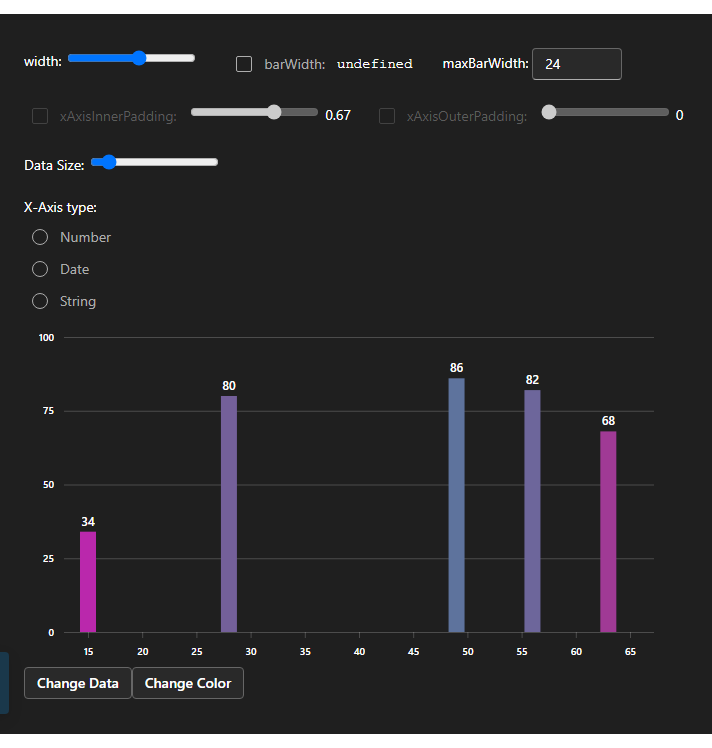 width: barWidth: undefined maxBarWidth: 24
xAxisInnerPadding: 0.67 xAxisOuterPadding: 0
Data Size:
X-Axis type:
Number
Date
String
100
86
82
80
75
68
50
34
25
0
15 20 25 30 35 40 45 50 55 60 65
Change Data Change Color